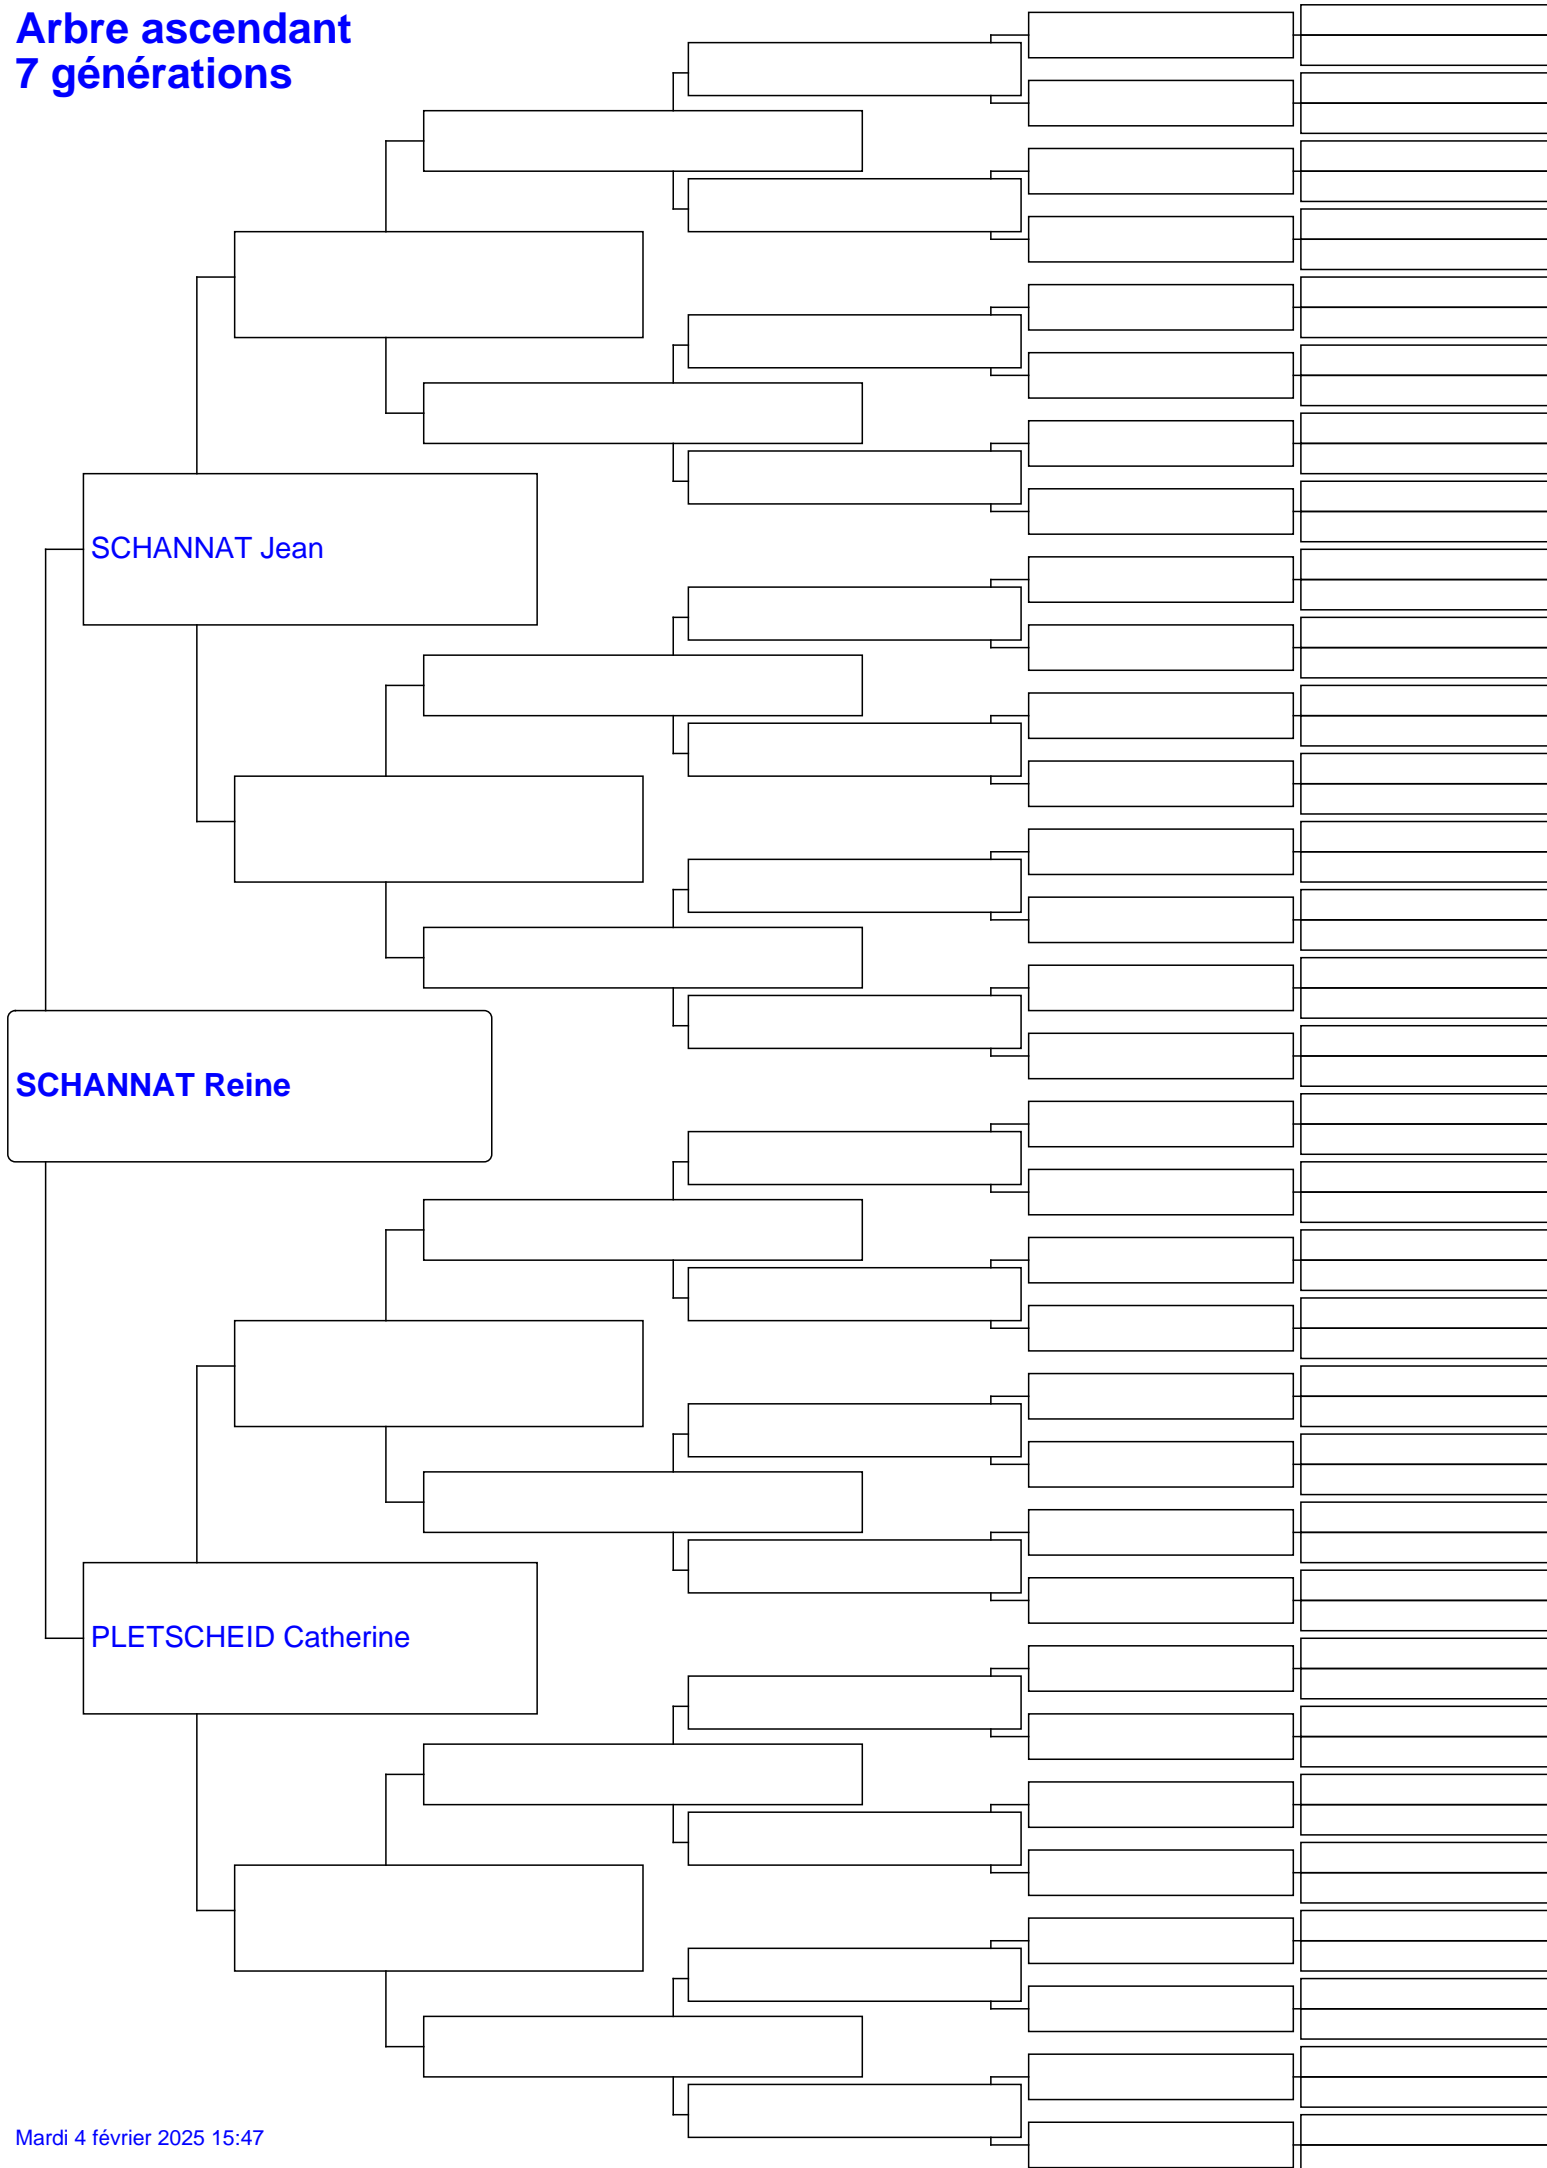 Arbre ascendant
7 générations
SCHANNAT Jean
SCHANNAT Reine
PLETSCHEID Catherine
Mardi 4 février 2025 15:47